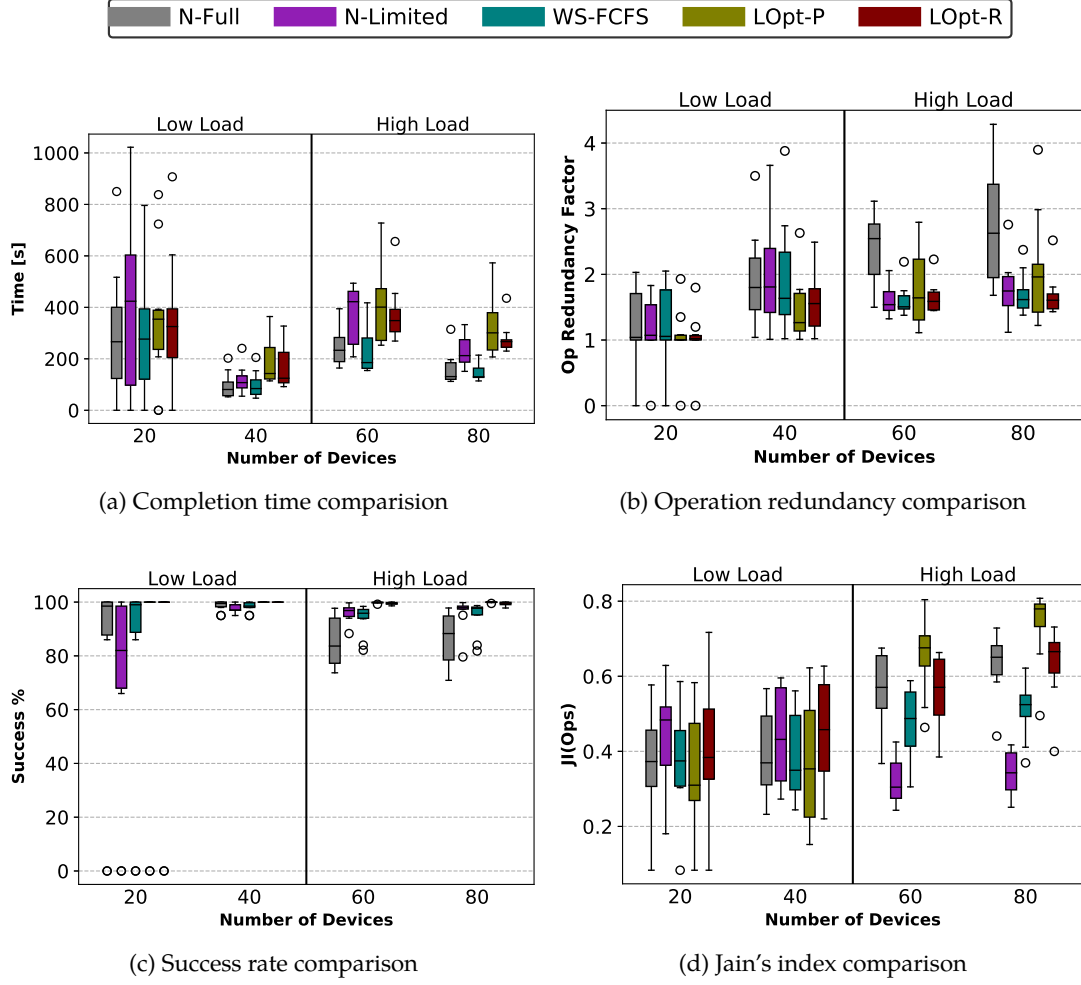 N-Full N-Limited WS-FCFS LOpt-P LOpt-R
Low Load High Load
Time [s]
1000
800
600
400
200
0
20 40 60 80
Number of Devices
(a) Completion time comparision
Low Load High Load
Op Redundancy Factor
4
3
2
1
0
20 40 60 80
Number of Devices
(b) Operation redundancy comparison
Low Load High Load
Success %
100
80
60
40
20
0
20 40 60 80
Number of Devices
(c) Success rate comparison
Low Load High Load
JI(Ops)
0.8
0.6
0.4
0.2
20 40 60 80
Number of Devices
(d) Jain's index comparison